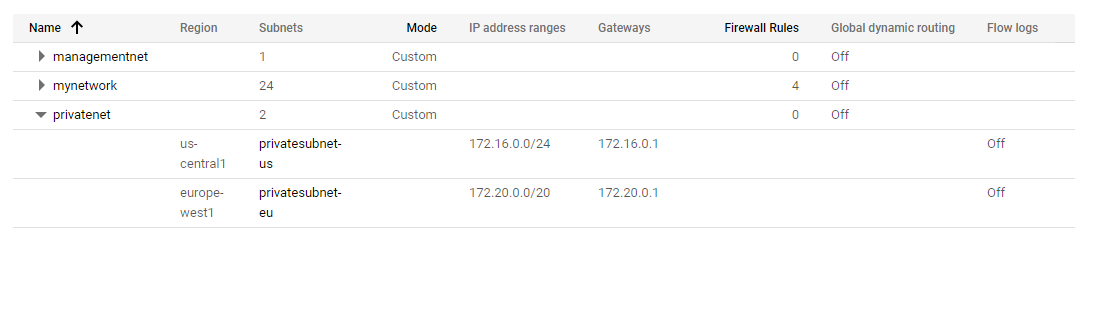 Name Region Subnets Mode IP address ranges Gateways Firewall Rules Global dynamic routing Flow logs
managementnet 1 Custom 0 Off
mynetwork 24 Custom 4 Off
privatenet 2 Custom 0 Off
us- privatesubnet- 172.16.0.0/24 172.16.0.1 Off
central1 us
europe- privatesubnet- 172.20.0.0/20 172.20.0.1 Off
west1 eu